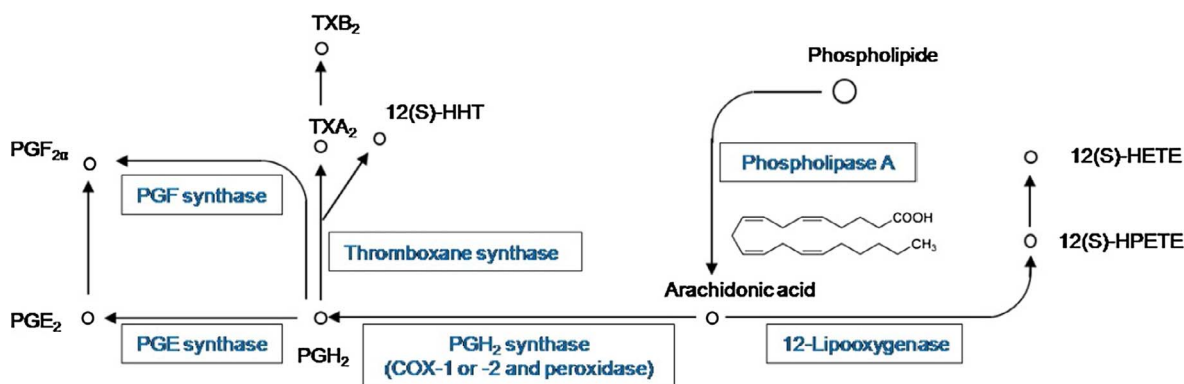 TXB₂
Phospholipide
12(S)-HHT
TXA₂
PGF₂α
Phospholipase A
12(S)-HETE
PGF synthase
COOH
CH₃
12(S)-HPETE
Thromboxane synthase
Arachidonic acid
PGE₂
PGE synthase
PGH₂
PGH₂ synthase
(COX-1 or -2 and peroxidase)
12-Lipooxygenase